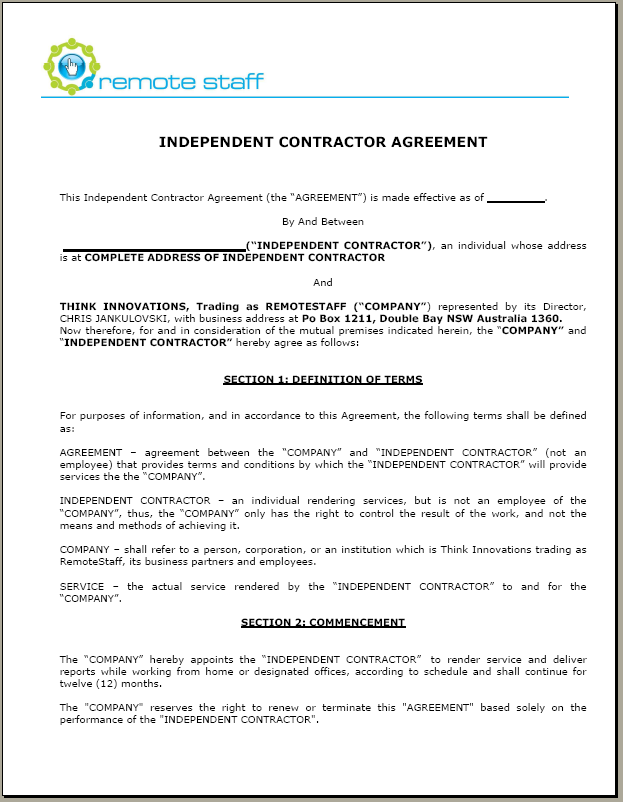 remote staff
INDEPENDENT CONTRACTOR AGREEMENT
This Independent Contractor Agreement (the “AGREEMENT”) is made effective as of _________.
By And Between
____________________________(“INDEPENDENT CONTRACTOR”), an individual whose address
is at COMPLETE ADDRESS OF INDEPENDENT CONTRACTOR
And
THINK INNOVATIONS, Trading as REMOTESTAFF (“COMPANY”) represented by its Director,
CHRIS JANKULOVSKI, with business address at Po Box 1211, Double Bay NSW Australia 1360.
Now therefore, for and in consideration of the mutual premises indicated herein, the “COMPANY” and
“INDEPENDENT CONTRACTOR” hereby agree as follows:
SECTION 1: DEFINITION OF TERMS
For purposes of information, and in accordance to this Agreement, the following terms shall be defined
as:
AGREEMENT – agreement between the “COMPANY” and “INDEPENDENT CONTRACTOR” (not an
employee) that provides terms and conditions by which the “INDEPENDENT CONTRACTOR” will provide
services the the “COMPANY”.
INDEPENDENT CONTRACTOR – an individual rendering services, but is not an employee of the
“COMPANY”, thus, the “COMPANY” only has the right to control the result of the work, and not the
means and methods of achieving it.
COMPANY – shall refer to a person, corporation, or an institution which is Think Innovations trading as
RemoteStaff, its business partners and employees.
SERVICE – the actual service rendered by the “INDEPENDENT CONTRACTOR” to and for the
“COMPANY”.
SECTION 2: COMMENCEMENT
The “COMPANY” hereby appoints the “INDEPENDENT CONTRACTOR” to render service and deliver
reports while working from home or designated offices, according to schedule and shall continue for
twelve (12) months.
The "COMPANY" reserves the right to renew or terminate this "AGREEMENT" based solely on the
performance of the "INDEPENDENT CONTRACTOR".